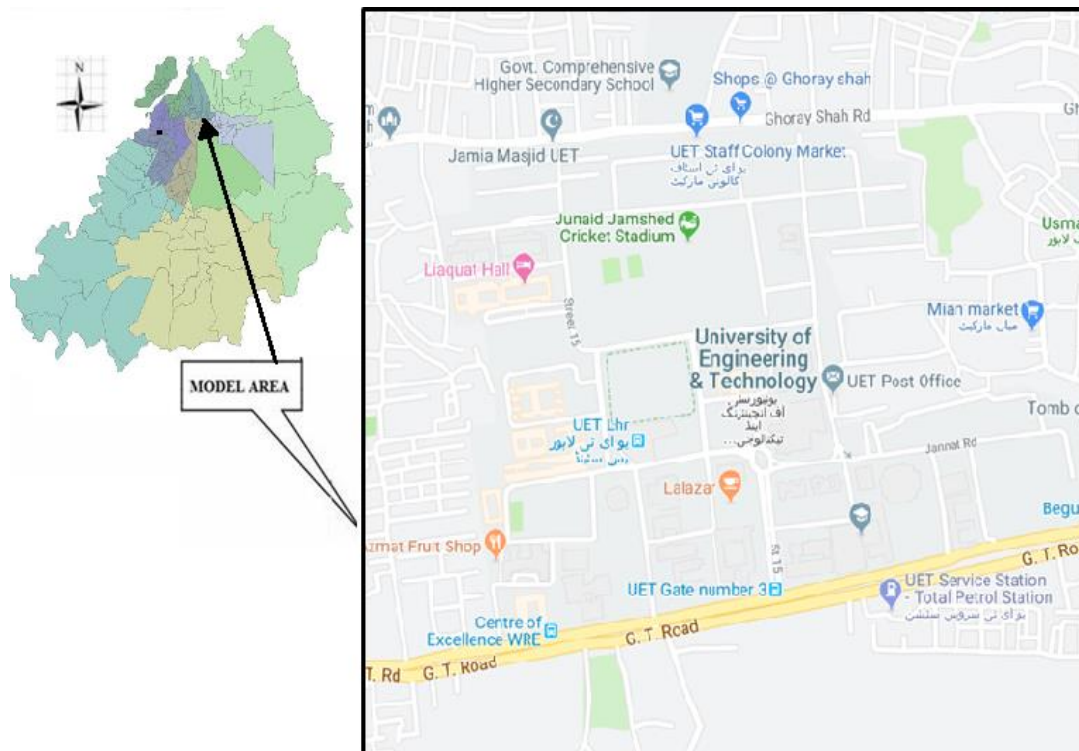 N
MODEL AREA
Govt. Comprehensive
Higher Secondary School
Shops @ Ghoray shah
Ghoray Shah Rd
Jamia Masjid UET
UET Staff Colony Market
یو ای ٹی اسٹاف
کالونی مارکیٹ
Junaid Jamshed
Cricket Stadium
Usma
لاہور
Liaquat Hall
Street 15
Mian market
میاں مارکیٹ
University of
Engineering
& Technology
یونیورسٹی
آف انجینئرنگ
اینڈ
ٹیکنالوجی...
UET Post Office
Tomb o
UET Lhr
یو ای ٹی لاہور
Jannat Rd
Lalazar
Begu
zmat Fruit Shop
St 15
G. T. Ro
UET Gate number 3
UET Service Station
- Total Petrol Station
یو ای ٹی سروس سٹیشن
Centre of
Excellence WRE
G. T. Road
T. Rd
G. T. Road